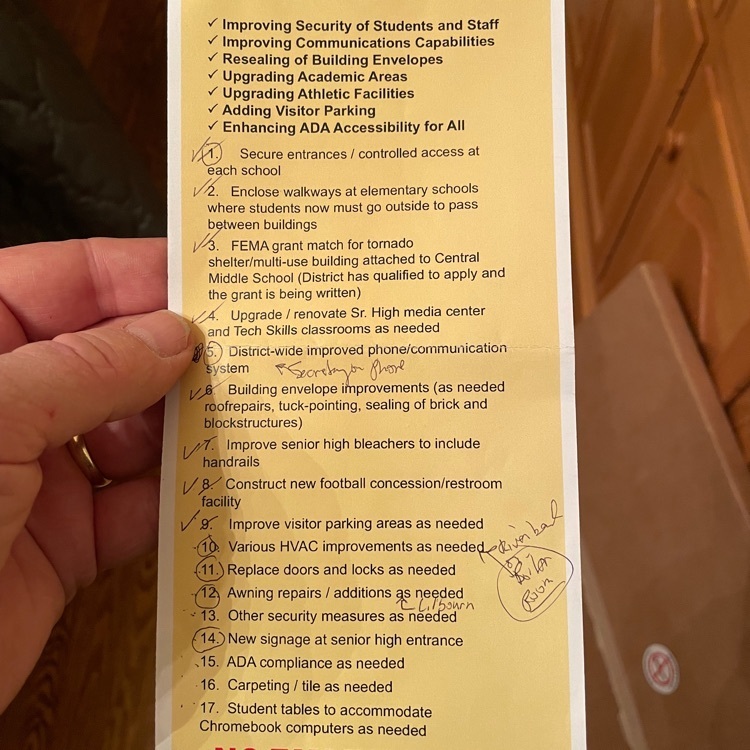 ✓ Improving Security of Students and Staff
✓ Improving Communications Capabilities
✓ Resealing of Building Envelopes
✓ Upgrading Academic Areas
✓ Upgrading Athletic Facilities
✓ Adding Visitor Parking
✓ Enhancing ADA Accessibility for All
1. Secure entrances / controlled access at
each school
2. Enclose walkways at elementary schools
where students now must go outside to pass
between buildings
3. FEMA grant match for tornado
shelter/multi-use building attached to Central
Middle School (District has qualified to apply and
the grant is being written)
4. Upgrade / renovate Sr. High media center
and Tech Skills classrooms as needed
5. District-wide improved phone/communication
system
Secretary on Phone
6. Building envelope improvements (as needed
roofrepairs, tuck-pointing, sealing of brick and
blockstructures)
7. Improve senior high bleachers to include
handrails
8. Construct new football concession/restroom
facility
9. Improve visitor parking areas as needed
10. Various HVAC improvements as needed
Boiler
Room
11. Replace doors and locks as needed
12. Awning repairs / additions as needed
Lilbourn
13. Other security measures as needed
14. New signage at senior high entrance
15. ADA compliance as needed
16. Carpeting / tile as needed
17. Student tables to accommodate
Chromebook computers as needed